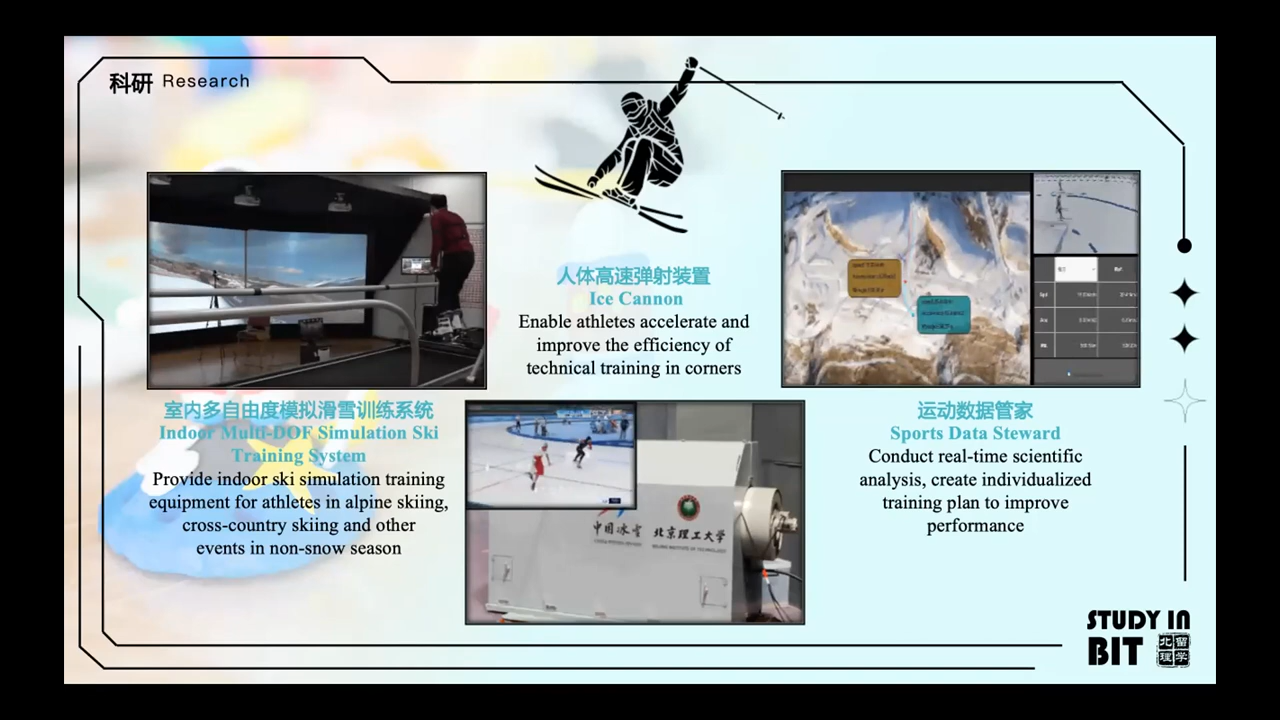 科研 Research
人体高速弹射装置
Ice Cannon
Enable athletes accelerate and
improve the efficiency of
technical training in corners
室内多自由度模拟滑雪训练系统
Indoor Multi-DOF Simulation Ski
Training System
Provide indoor ski simulation training
equipment for athletes in alpine skiing,
cross-country skiing and other
events in non-snow season
中国冰雪 北京理工大学
BEIJING INSTITUTE OF TECHNOLOGY
运动数据管家
Sports Data Steward
Conduct real-time scientific
analysis, create individualized
training plan to improve
performance
STUDY IN
BIT
北理
留学